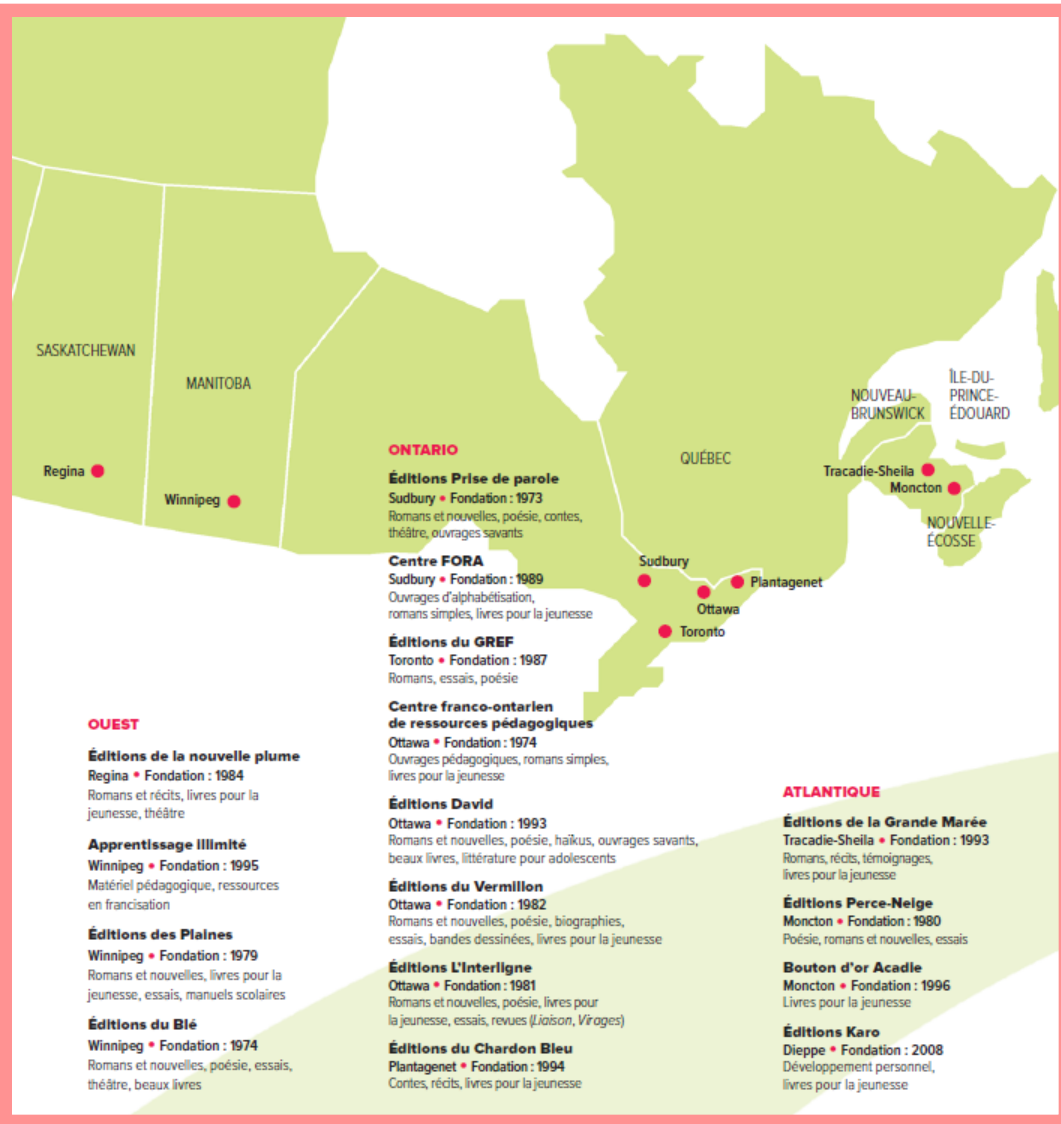 SASKATCHEWAN
MANITOBA
Regina
Winnipeg
QUÉBEC
NOUVEAU-
BRUNSWICK
ÎLE-DU-
PRINCE-
ÉDOUARD
Tracadie-Sheila
Moncton
NOUVELLE-
ÉCOSSE
Sudbury
Plantagenet
Ottawa
Toronto
OUEST
Éditions de la nouvelle plume
Regina • Fondation : 1984
Romans et récits, livres pour la
jeunesse, théâtre
Apprentissage Illimité
Winnipeg • Fondation : 1995
Matériel pédagogique, ressources
en francisation
Éditions des Plaines
Winnipeg • Fondation : 1979
Romans et nouvelles, livres pour la
jeunesse, essais, manuels scolaires
Éditions du Blé
Winnipeg • Fondation : 1974
Romans et nouvelles, poésie, essais,
théâtre, beaux livres
ONTARIO
Éditions Prise de parole
Sudbury • Fondation : 1973
Romans et nouvelles, poésie, contes,
théâtre, ouvrages savants
Centre FORA
Sudbury • Fondation : 1989
Ouvrages d'alphabétisation,
romans simples, livres pour la jeunesse
Éditions du GREF
Toronto • Fondation : 1987
Romans, essais, poésie
Centre franco-ontarien
de ressources pédagogiques
Ottawa • Fondation : 1974
Ouvrages pédagogiques, romans simples,
livres pour la jeunesse
Éditions David
Ottawa • Fondation : 1993
Romans et nouvelles, poésie, haïkus, ouvrages savants,
beaux livres, littérature pour adolescents
Éditions du Vermillon
Ottawa • Fondation : 1982
Romans et nouvelles, poésie, biographies,
essais, bandes dessinées, livres pour la jeunesse
Éditions L'Interligne
Ottawa • Fondation : 1981
Romans et nouvelles, poésie, livres pour
la jeunesse, essais, revues (Liaison, Virages)
Éditions du Chardon Bleu
Plantagenet • Fondation : 1994
Contes, récits, livres pour la jeunesse
ATLANTIQUE
Éditions de la Grande Marée
Tracadie-Sheila • Fondation : 1993
Romans, récits, témoignages,
livres pour la jeunesse
Éditions Perce-Neige
Moncton • Fondation : 1980
Poésie, romans et nouvelles, essais
Bouton d'or Acadie
Moncton • Fondation : 1996
Livres pour la jeunesse
Éditions Karo
Dieppe • Fondation : 2008
Développement personnel,
livres pour la jeunesse